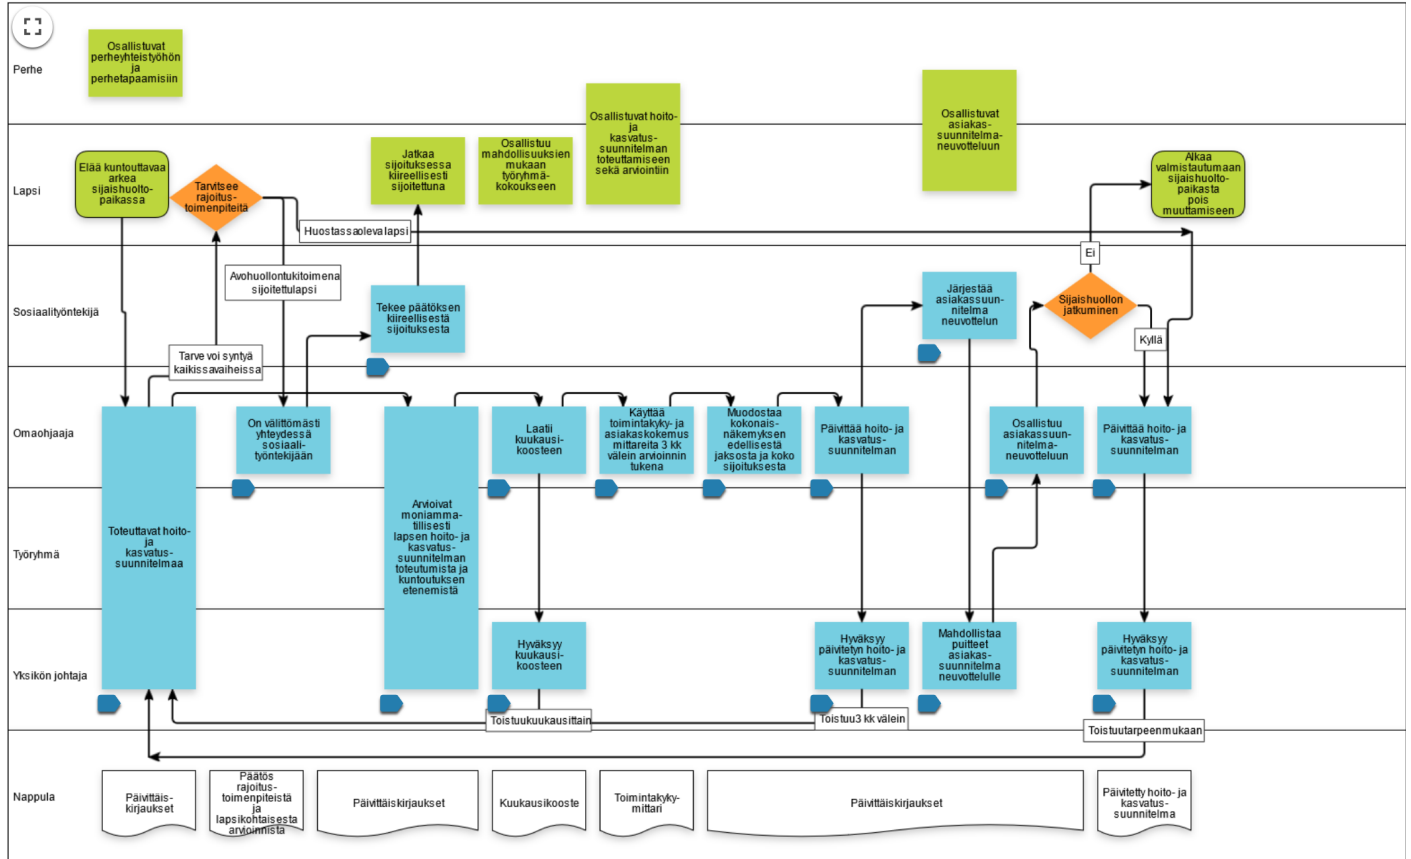 Perhe
Osallistuvat
perheyhteistyöhön
ja
perhetapaamisiin
Osallistuvat hoito-
ja
kasvatus-
suunnitelman
toteuttamiseen
sekä arviointiin
Osallistuvat
asiakas-
suunnitelma-
neuvotteluun
Lapsi
Elää kuntouttavaa
arkea
sijaishuolto-
paikassa
Tarvitsee
rajoitus-
toimenpiteitä
Jatkaa
sijoituksessa
kiireellisesti
sijoitettuna
Osallistuu
mahdollisuuksien
mukaan
työryhmä-
kokoukseen
Alkaa
valmistautumaan
sijaishuolto-
paikasta
pois
muuttamiseen
Huostassaolevalapsi
Ei
Sosiaalityöntekijä
Avohuollontukitoimena
sijoitettulapsi
Tekee päätöksen
kiireellisestä
sijoituksesta
Järjestää
asiakassuun-
nitelma
neuvottelun
Sijaishuollon
jatkuminen
Kyllä
Tarve voi syntyä
kaikissavaiheissa
Omaohjaaja
On välittömästi
yhteydessä
sosiaali-
työntekijään
Laatii
kuukausi-
koosteen
Käyttää
toimintakyky- ja
asiakaskokemus
mittareita 3 kk
välein arvioinnin
tukena
Muodostaa
kokonais-
näkemyksen
edellisestä
jaksosta ja koko
sijoituksesta
Päivittää hoito- ja
kasvatus-
suunnitelman
Osallistuu
asiakassuun-
nitelma-
neuvotteluun
Päivittää hoito- ja
kasvatus-
suunnitelman
Työryhmä
Toteuttavat hoito-
ja
kasvatus-
suunnitelmaa
Arvioivat
moniamma-
tillisesti
lapsen hoito- ja
kasvatus-
suunnitelman
toteutumista ja
kuntoutuksen
etenemistä
Yksikön johtaja
Hyväksyy
kuukausi-
koosteen
Hyväksyy
päivitetyn hoito- ja
kasvatus-
suunnitelman
Mahdollistaa
puitteet
asiakas-
suunnitelma
neuvottelulle
Hyväksyy
päivitetyn hoito- ja
kasvatus-
suunnitelman
Toistuukuukausittain
Toistuu3 kk välein
Toistuutarpeenmukaan
Nappula
Päivittäis-
kirjaukset
Päätös
rajoitus-
toimenpiteistä
ja
lapsikohtaisesta
arvioinnista
Päivittäiskirjaukset
Kuukausikooste
Toimintakyky-
mittari
Päivittäiskirjaukset
Päivitetty hoito- ja
kasvatus-
suunnitelma